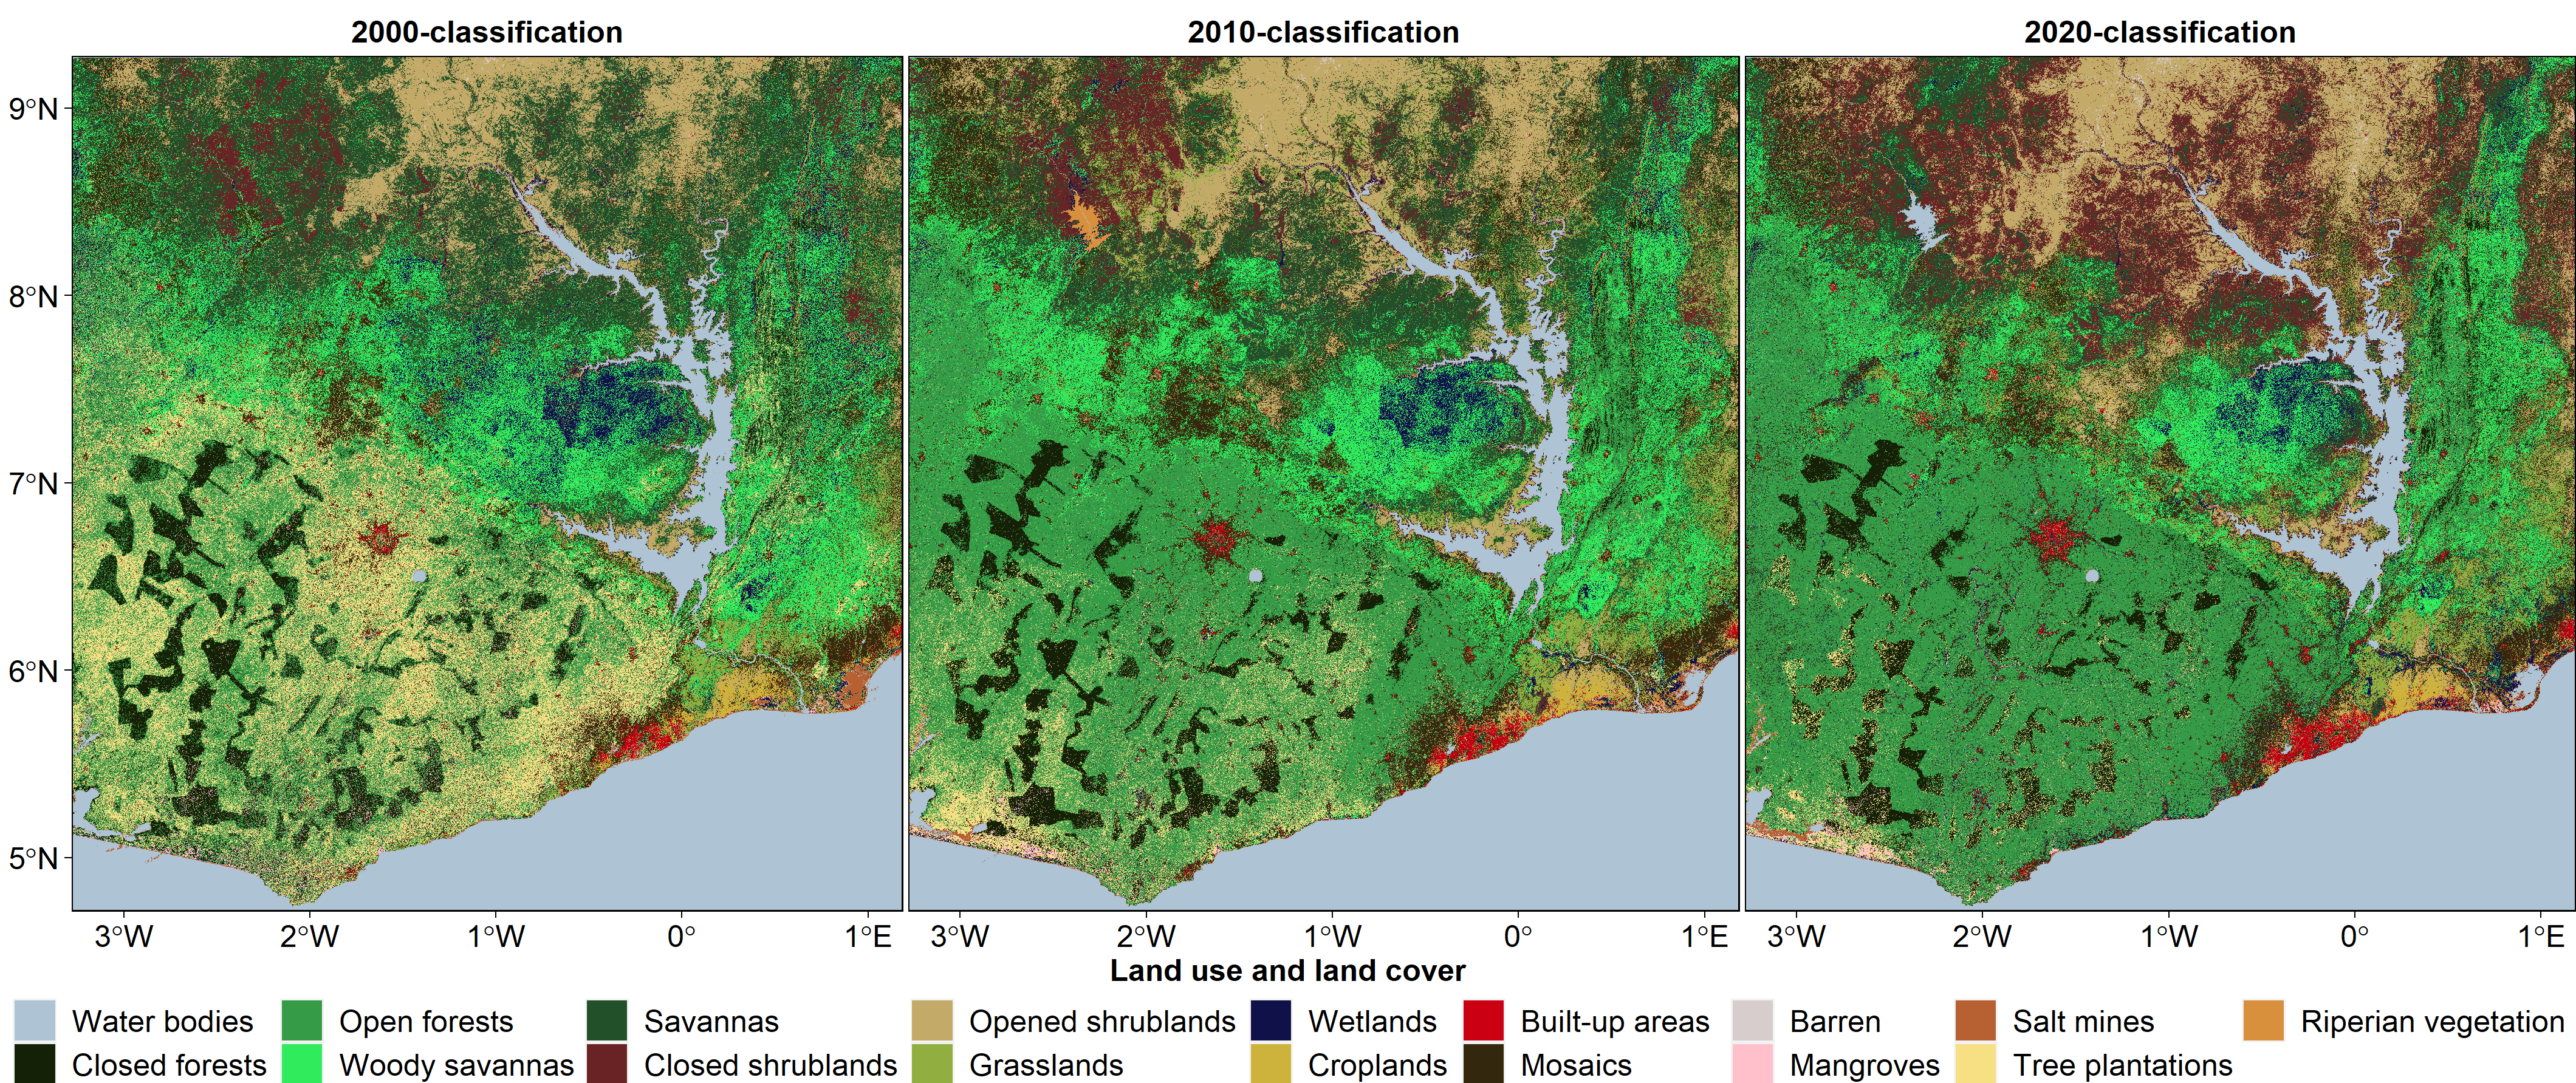 2000-classification 2010-classification 2020-classification
9°N
8°N
7°N
6°N
5°N
3°W 2°W 1°W 0° 1°E 3°W 2°W 1°W 0° 1°E 3°W 2°W 1°W 0° 1°E
Land use and land cover
Water bodies Open forests Savannas Opened shrublands Wetlands Built-up areas Barren Salt mines Riperian vegetation
Closed forests Woody savannas Closed shrublands Grasslands Croplands Mosaics Mangroves Tree plantations